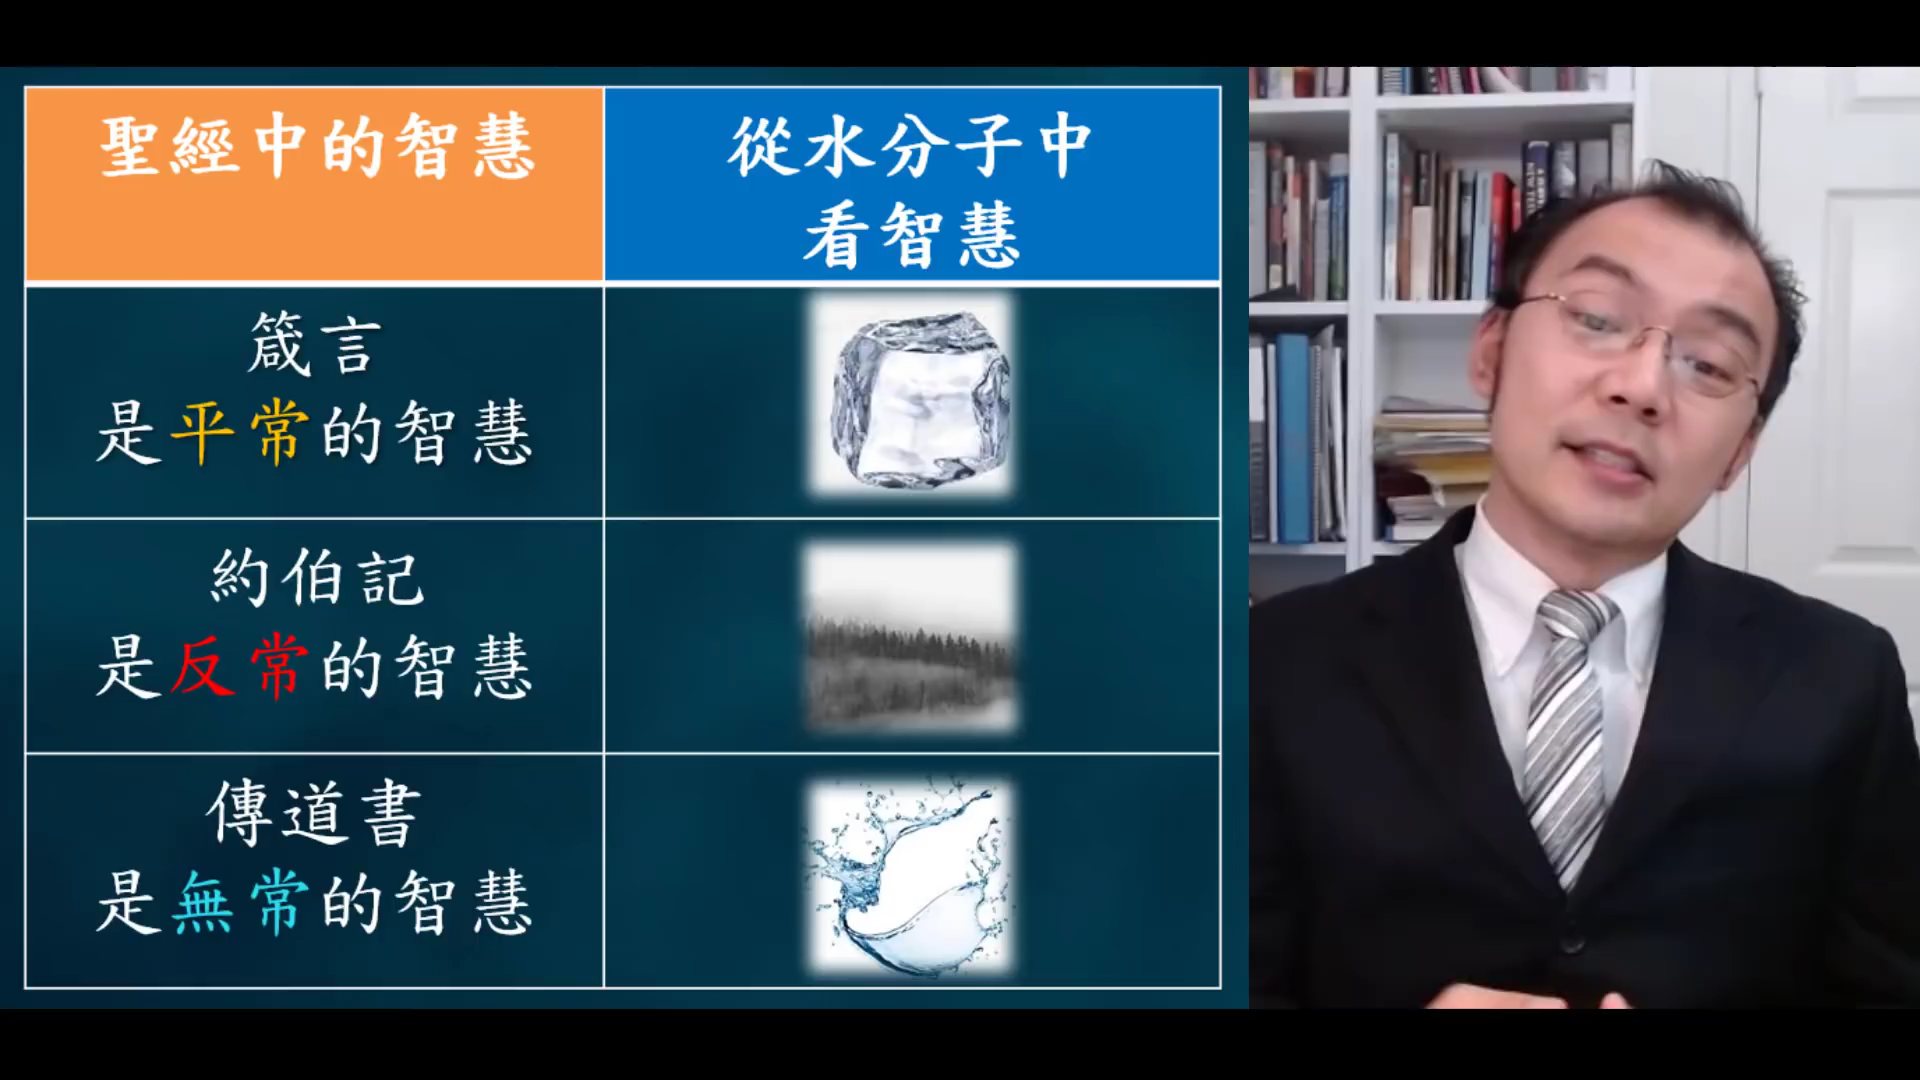 聖經中的智慧
從水分子中
看智慧
箴言
是平常的智慧
約伯記
是反常的智慧
傳道書
是無常的智慧